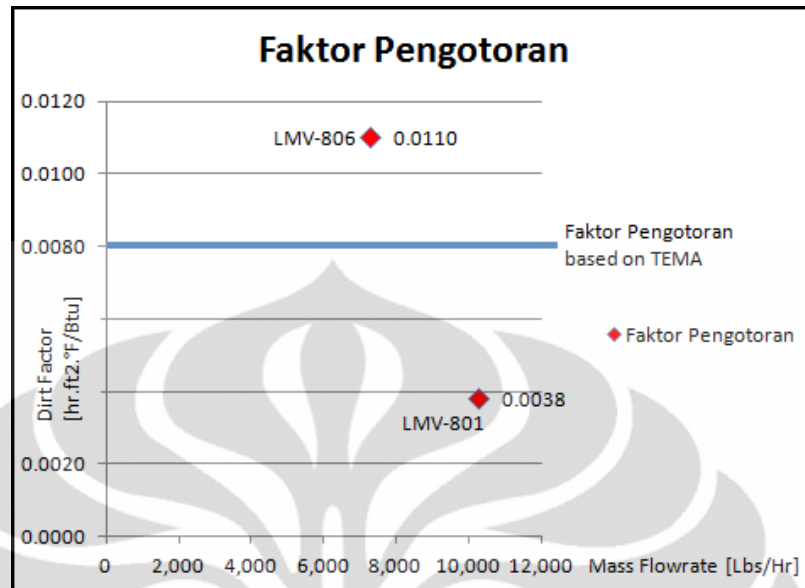 Faktor Pengotoran
0.0120
LMV-806
0.0110
0.0100
0.0080
Faktor Pengotoran
based on TEMA
Dirt Factor
[hr.ft2.°F/Btu]
Faktor Pengotoran
0.0038
LMV-801
0.0020
0.0000
0 2,000 4,000 6,000 8,000 10,000 12,000 Mass Flowrate [Lbs/Hr]